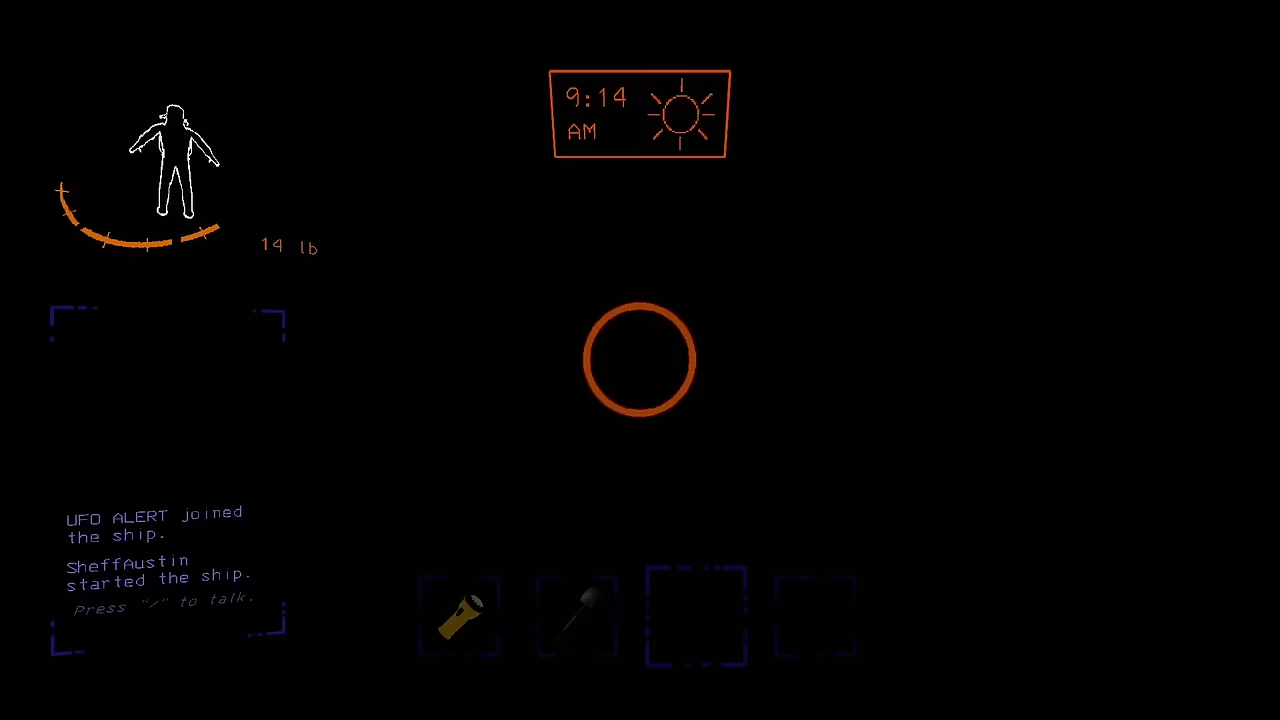 9:14
AM
14 lb
UFO ALERT joined
the ship.
SheffAustin
started the ship.
Press "/" to talk.